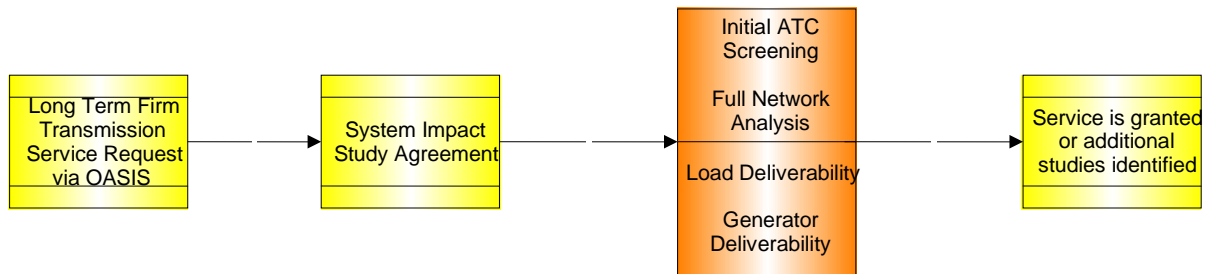 Long Term Firm
Transmission
Service Request
via OASIS
System Impact
Study Agreement
Initial ATC
Screening
Full Network
Analysis
Load Deliverability
Generator
Deliverability
Service is granted
or additional
studies identified